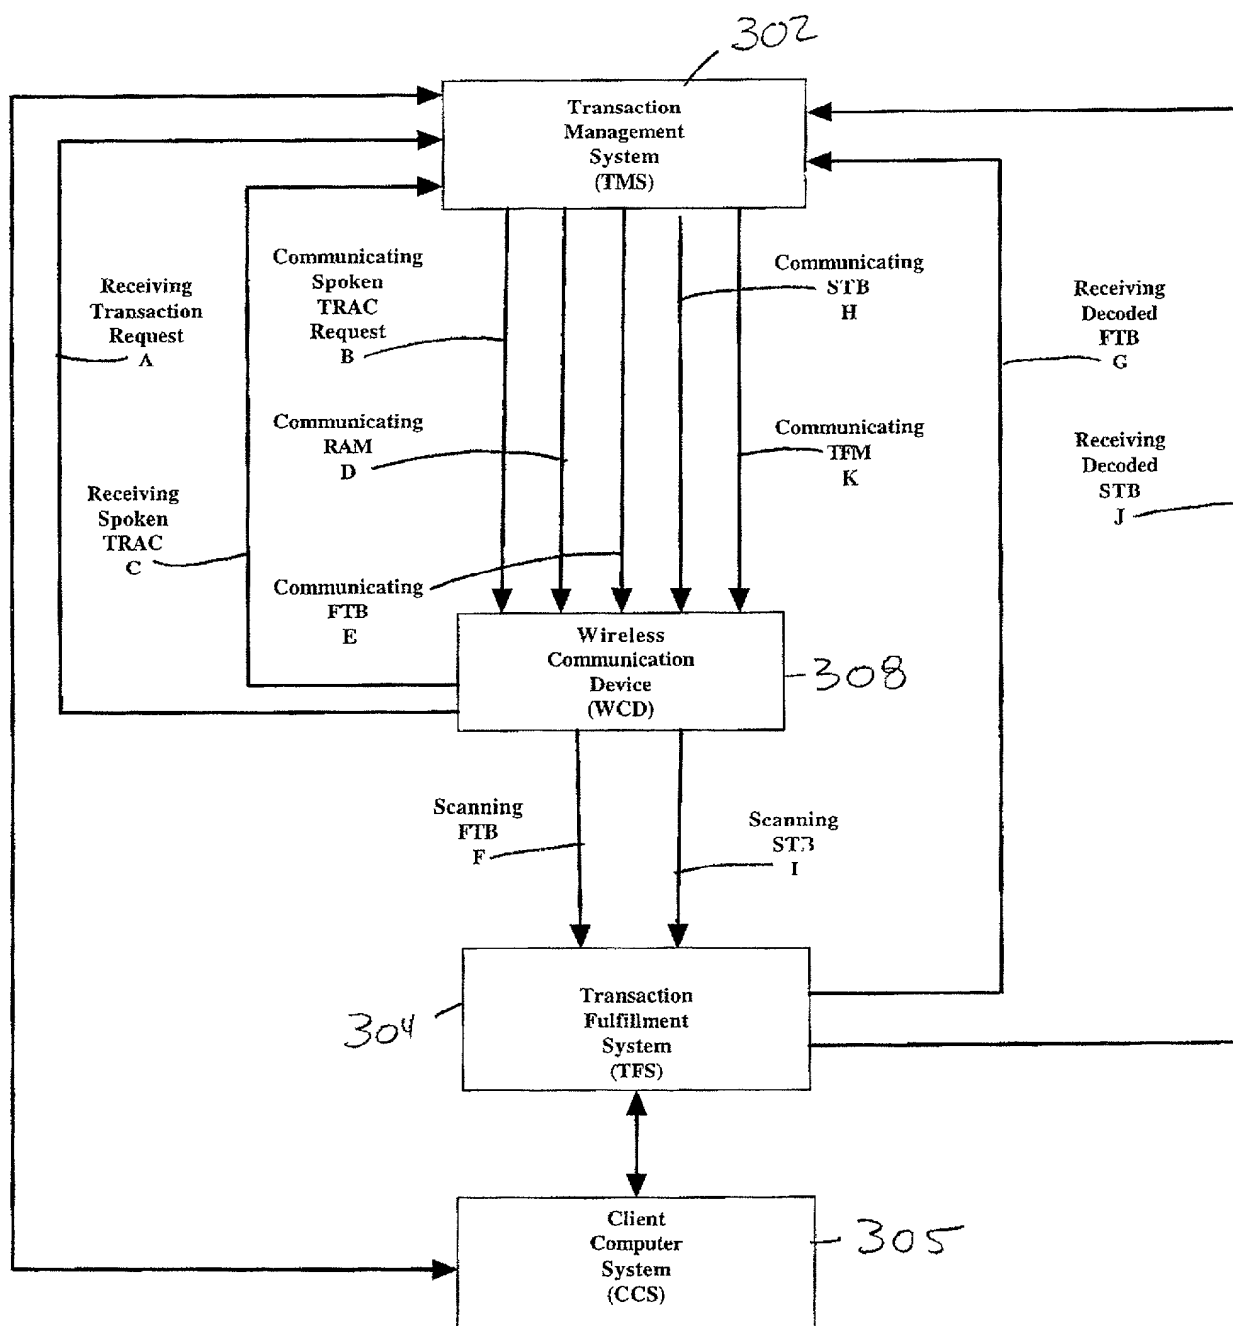 302
Transaction
Management
System
(TMS)
Communicating
Spoken
TRAC
Request
B
Communicating
STB
H
Receiving
Transaction
Request
A
Receiving
Decoded
FTB
G
Communicating
RAM
D
Communicating
TFM
K
Receiving
Decoded
STB
J
Receiving
Spoken
TRAC
C
Communicating
FTB
E
Wireless
Communication
Device
(WCD)
308
Scanning
FTB
F
Scanning
STB
I
Transaction
Fulfillment
System
(TFS)
304
Client
Computer
System
(CCS)
305